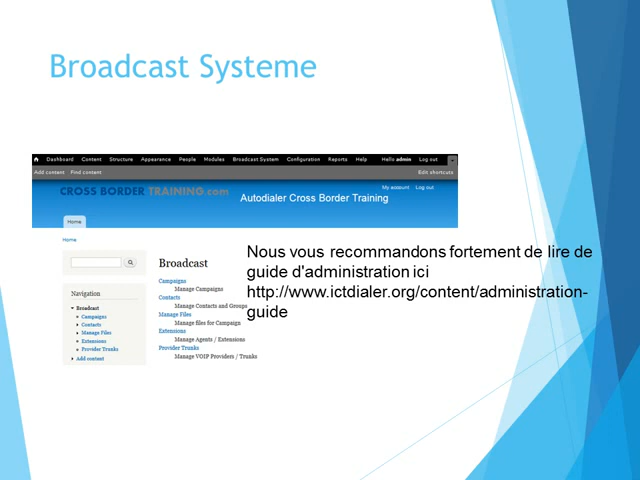 Broadcast Systeme
Dashboard Content Structure Appearance People Modules Broadcast System Configuration Reports Help Hello admin Log out
Add content Find content Edit shortcuts
CROSS BORDER TRAINING.com
My account Log out
Autodialer Cross Border Training
Home
Home
Navigation
Broadcast
Campaigns
Contacts
Manage Files
Extensions
Provider Trunks
Add content
Broadcast
Campaigns
Manage Campaigns
Contacts
Manage Contacts and Groups
Manage Files
Manage files for Campaign
Extensions
Manage Agents / Extensions
Provider Trunks
Manage VOIP Providers / Trunks
Nous vous recommandons fortement de lire de
guide d'administration ici
http://www.ictdialer.org/content/administration-
guide